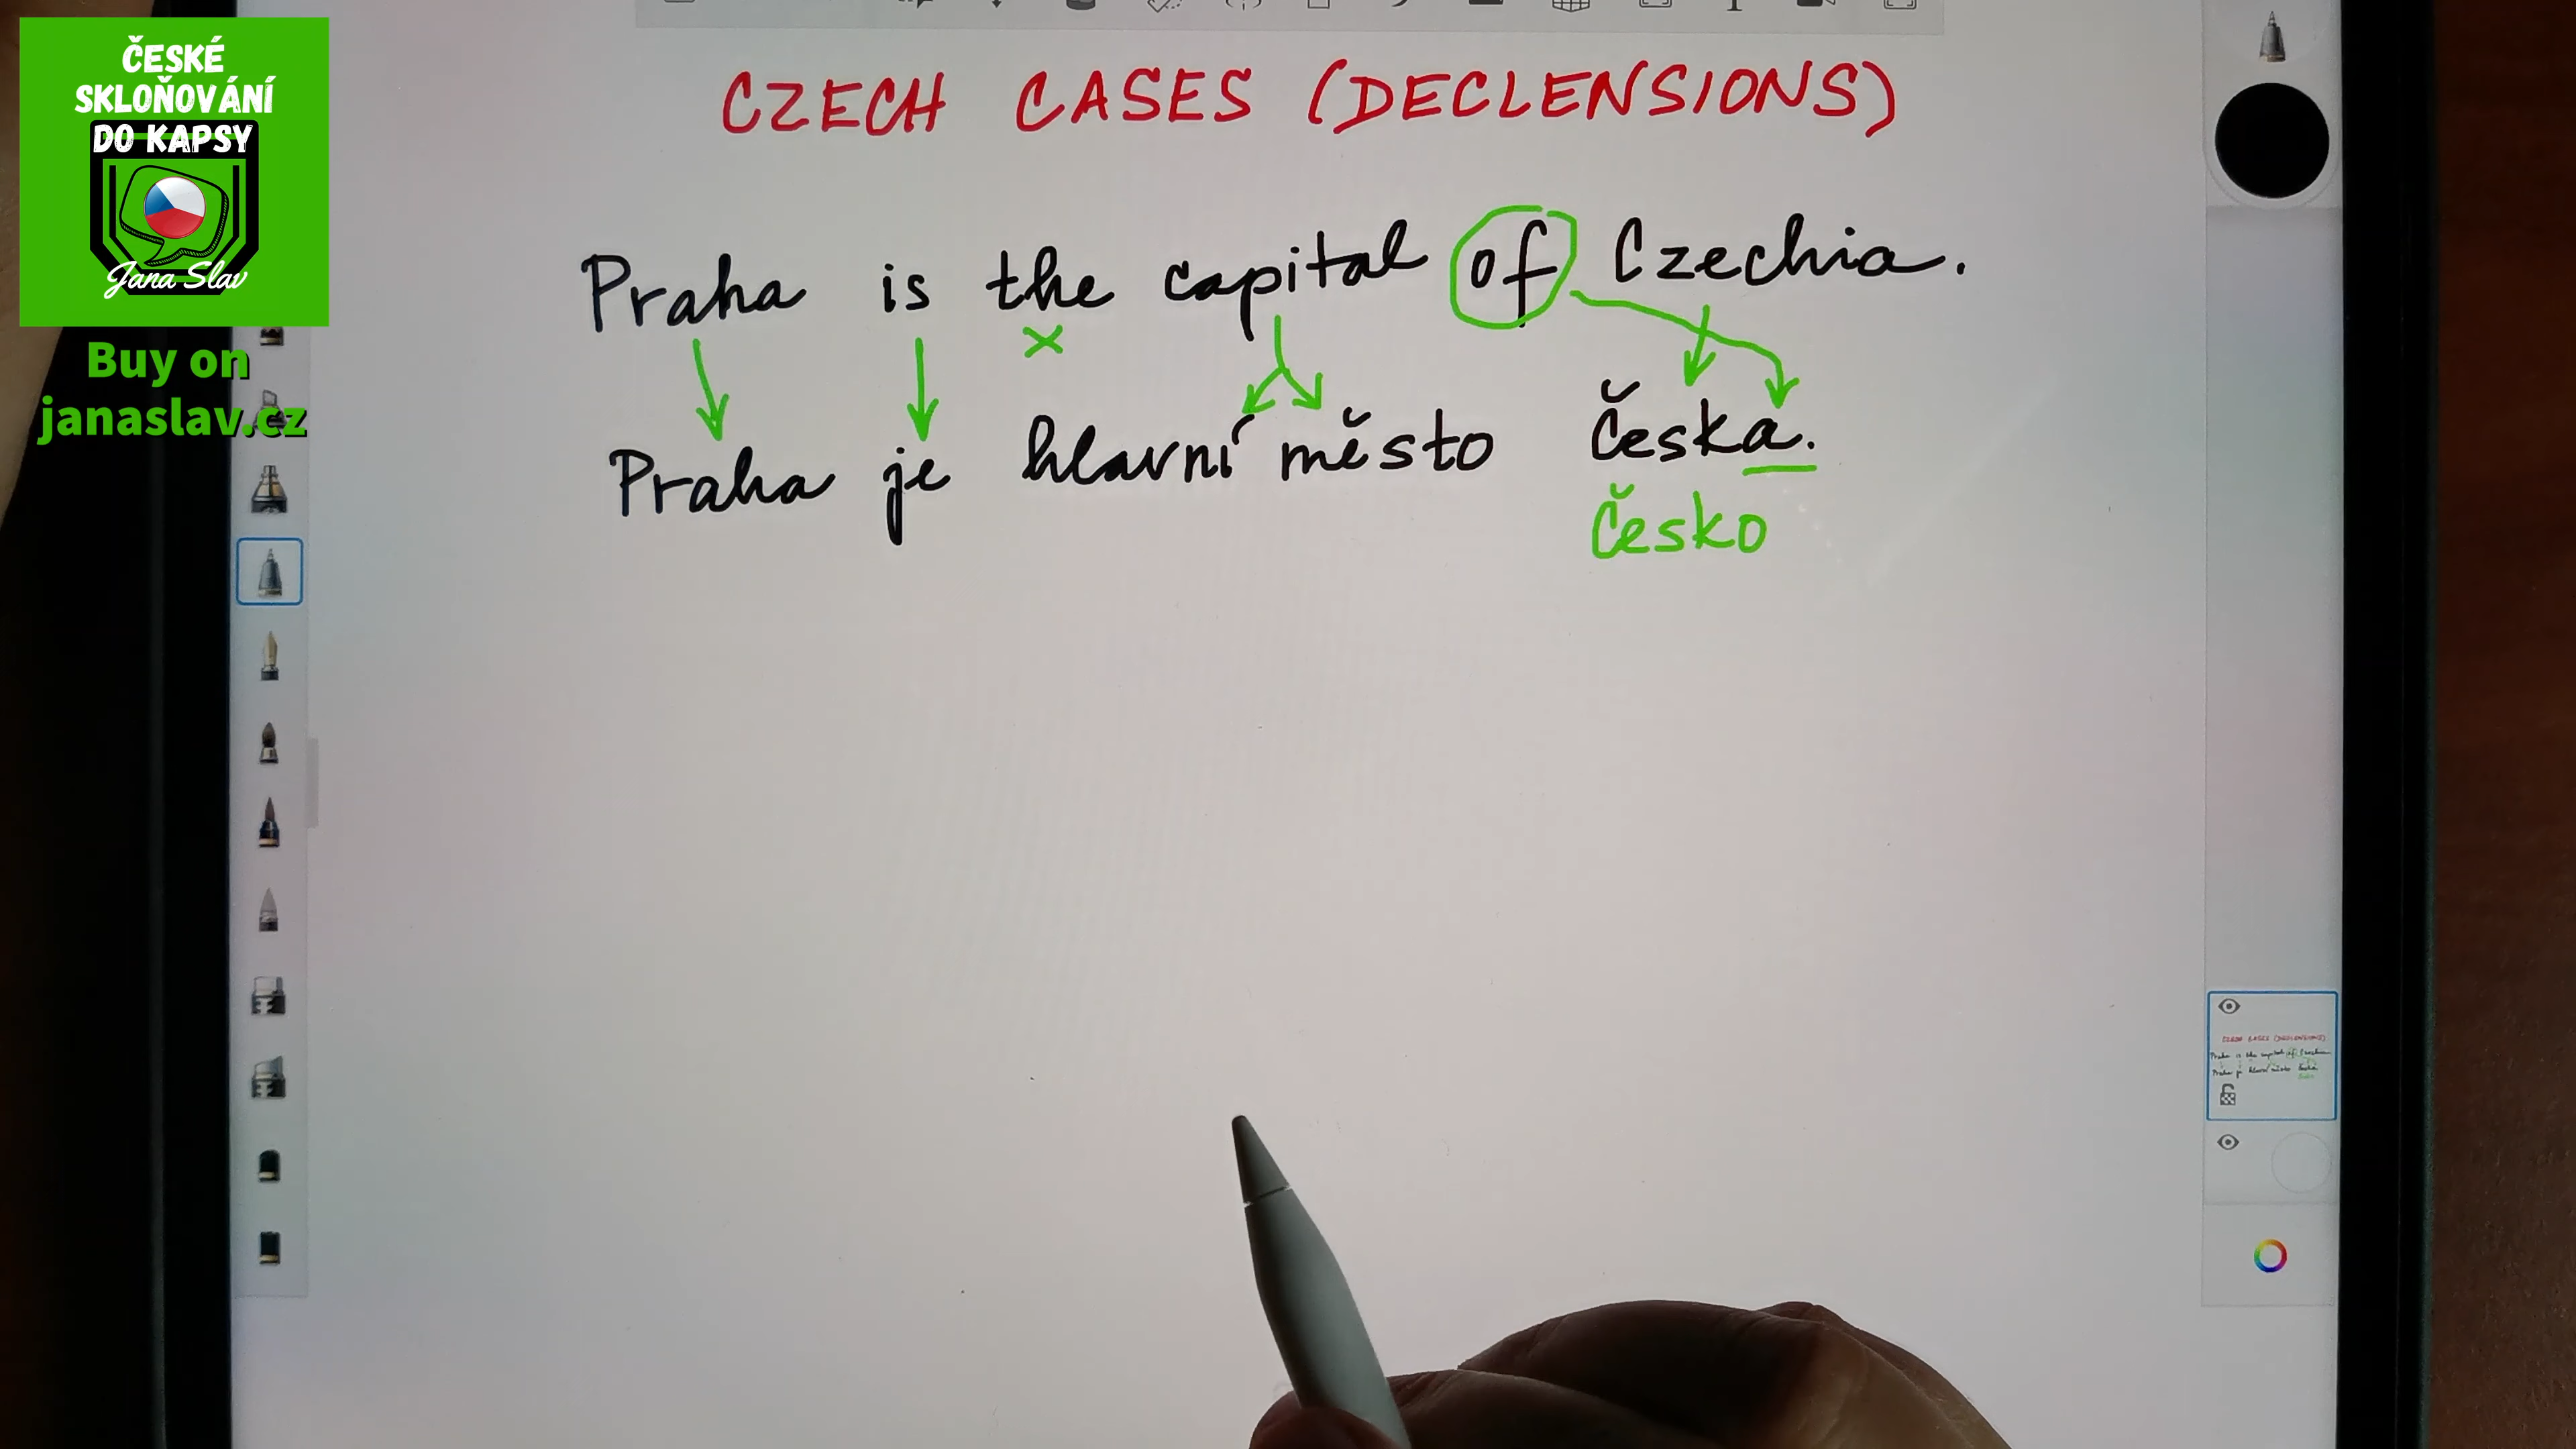 ČESKÉ
SKLOŇOVÁNÍ
DO KAPSY
Jana Slav
Buy on
janaslav.cz
CZECH CASES (DECLENSIONS)
Praha is the capital of Czechia.
x
Praha je hlavní město Česka.
Česko